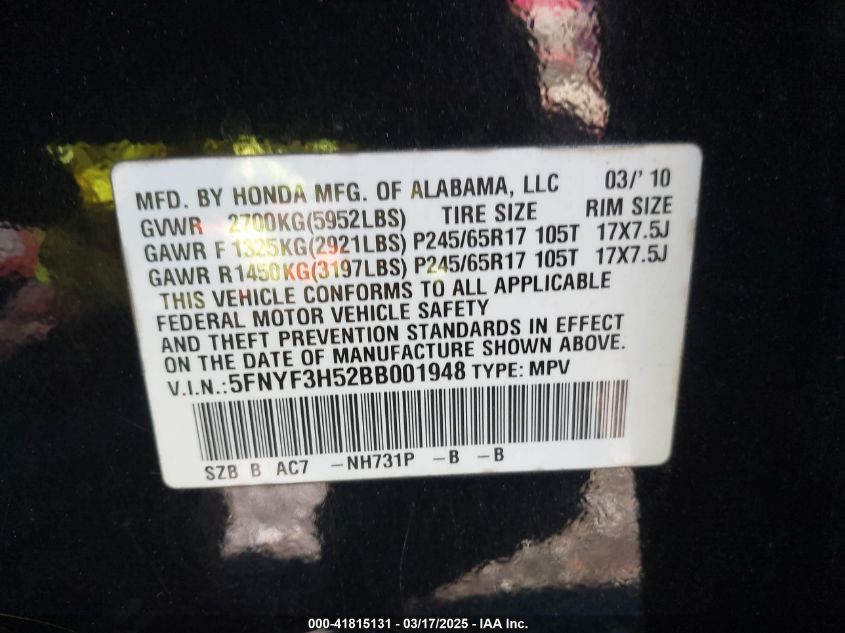 MFD. BY HONDA MFG. OF ALABAMA, LLC 03/' 10
GVWR 2700KG(5952LBS) TIRE SIZE RIM SIZE
GAWR F 1325KG(2921LBS) P245/65R17 105T 17X7.5J
GAWR R 1450KG(3197LBS) P245/65R17 105T 17X7.5J
THIS VEHICLE CONFORMS TO ALL APPLICABLE
FEDERAL MOTOR VEHICLE SAFETY
AND THEFT PREVENTION STANDARDS IN EFFECT
ON THE DATE OF MANUFACTURE SHOWN ABOVE.
V.I.N.:5FNYF3H52BB001948 TYPE: MPV
SZB B AC7 -NH731P -B -B
000-41815131 - 03/17/2025 - IAA Inc.